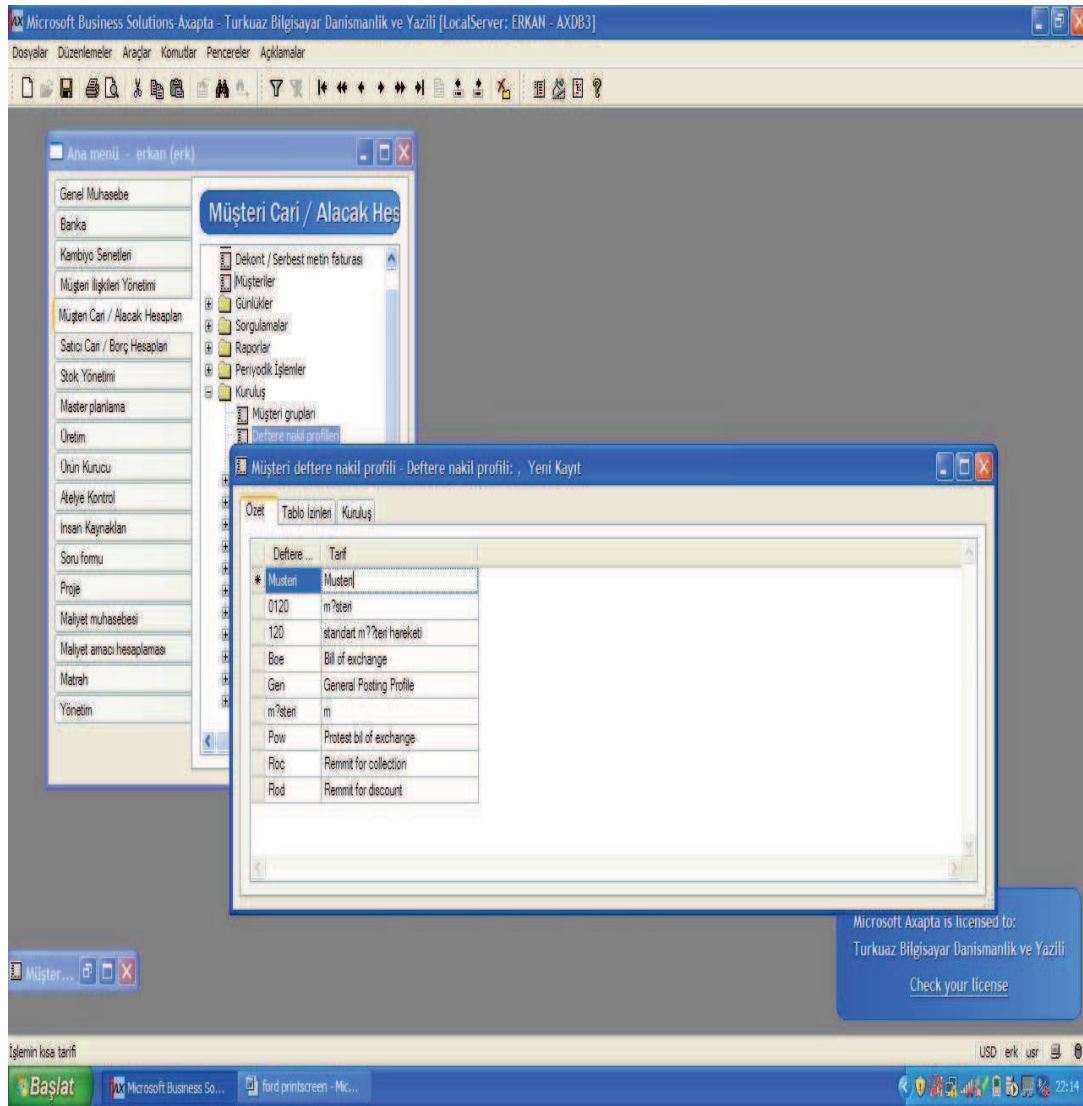 Microsoft Business Solutions-Axapta - Turkuaz Bilgisayar Danismanlik ve Yazili [LocalServer: ERKAN - AXDB3]
Dosyalar Düzenlemeler Araçlar Komutlar Pencereler Açıklamalar
Ana menü - erkan (erk)
Genel Muhasebe
Banka
Kambiyo Senetleri
Müşteri İlişkileri Yönetimi
Müşteri Cari / Alacak Hesapları
Satıcı Cari / Borç Hesapları
Stok Yönetimi
Master planlama
Üretim
Ürün Kurucu
Atelye Kontrol
İnsan Kaynakları
Soru formu
Proje
Maliyet muhasebesi
Maliyet amacı hesaplaması
Matrah
Yönetim
Müşteri Cari / Alacak Hes
Dekont / Serbest metin faturası
Müşteriler
Günlükler
Sorgulamalar
Raporlar
Periyodik İşlemler
Kuruluş
Müşteri grupları
Deftere nakil profilleri
Müşteri deftere nakil profili - Deftere nakil profili: , Yeni Kayıt
Özet Tablo İzinleri Kuruluş
Deftere ... Tarif
* Musteri Musteri
0120 m?steri
120 standart m??teri hareketi
Boe Bill of exchange
Gen General Posting Profile
m?steri m
Pow Protest bil of exchange
Roc Remmit for collection
Rod Remmit for discount
Microsoft Axapta is licensed to:
Turkuaz Bilgisayar Danismanlik ve Yazili
Check your license
Müşter...
İşlemin kısa tarifi
USD erk usr
Başlat
Microsoft Business So...
ford printscreen - Mic...
22:14